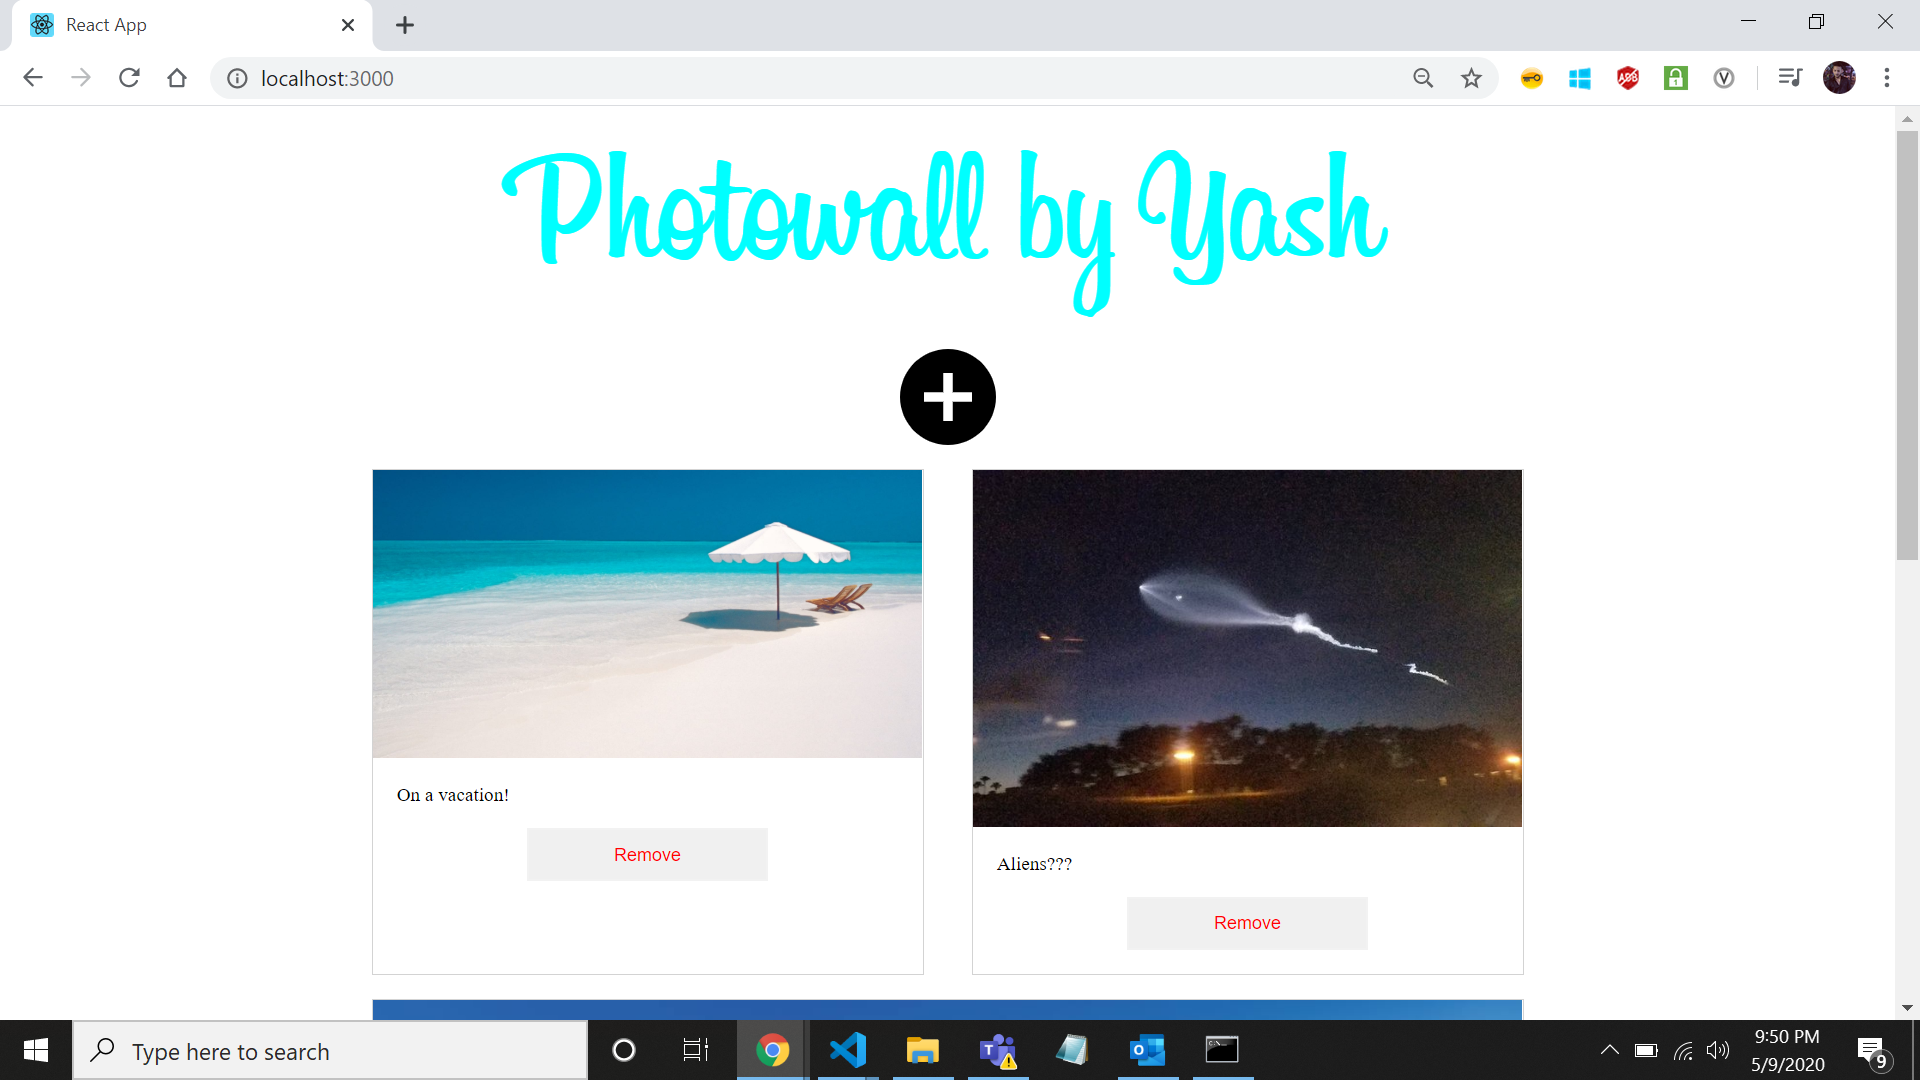 React App
localhost:3000
ABP
V
Photowall by Yash
On a vacation!
Remove
Aliens???
Remove
Type here to search
T
O
C:\_
9:50 PM
5/9/2020
9